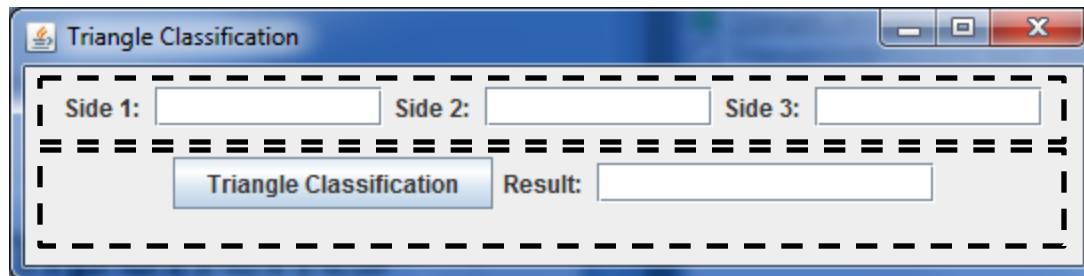 Triangle Classification
Side 1: Side 2: Side 3:
Triangle Classification Result: